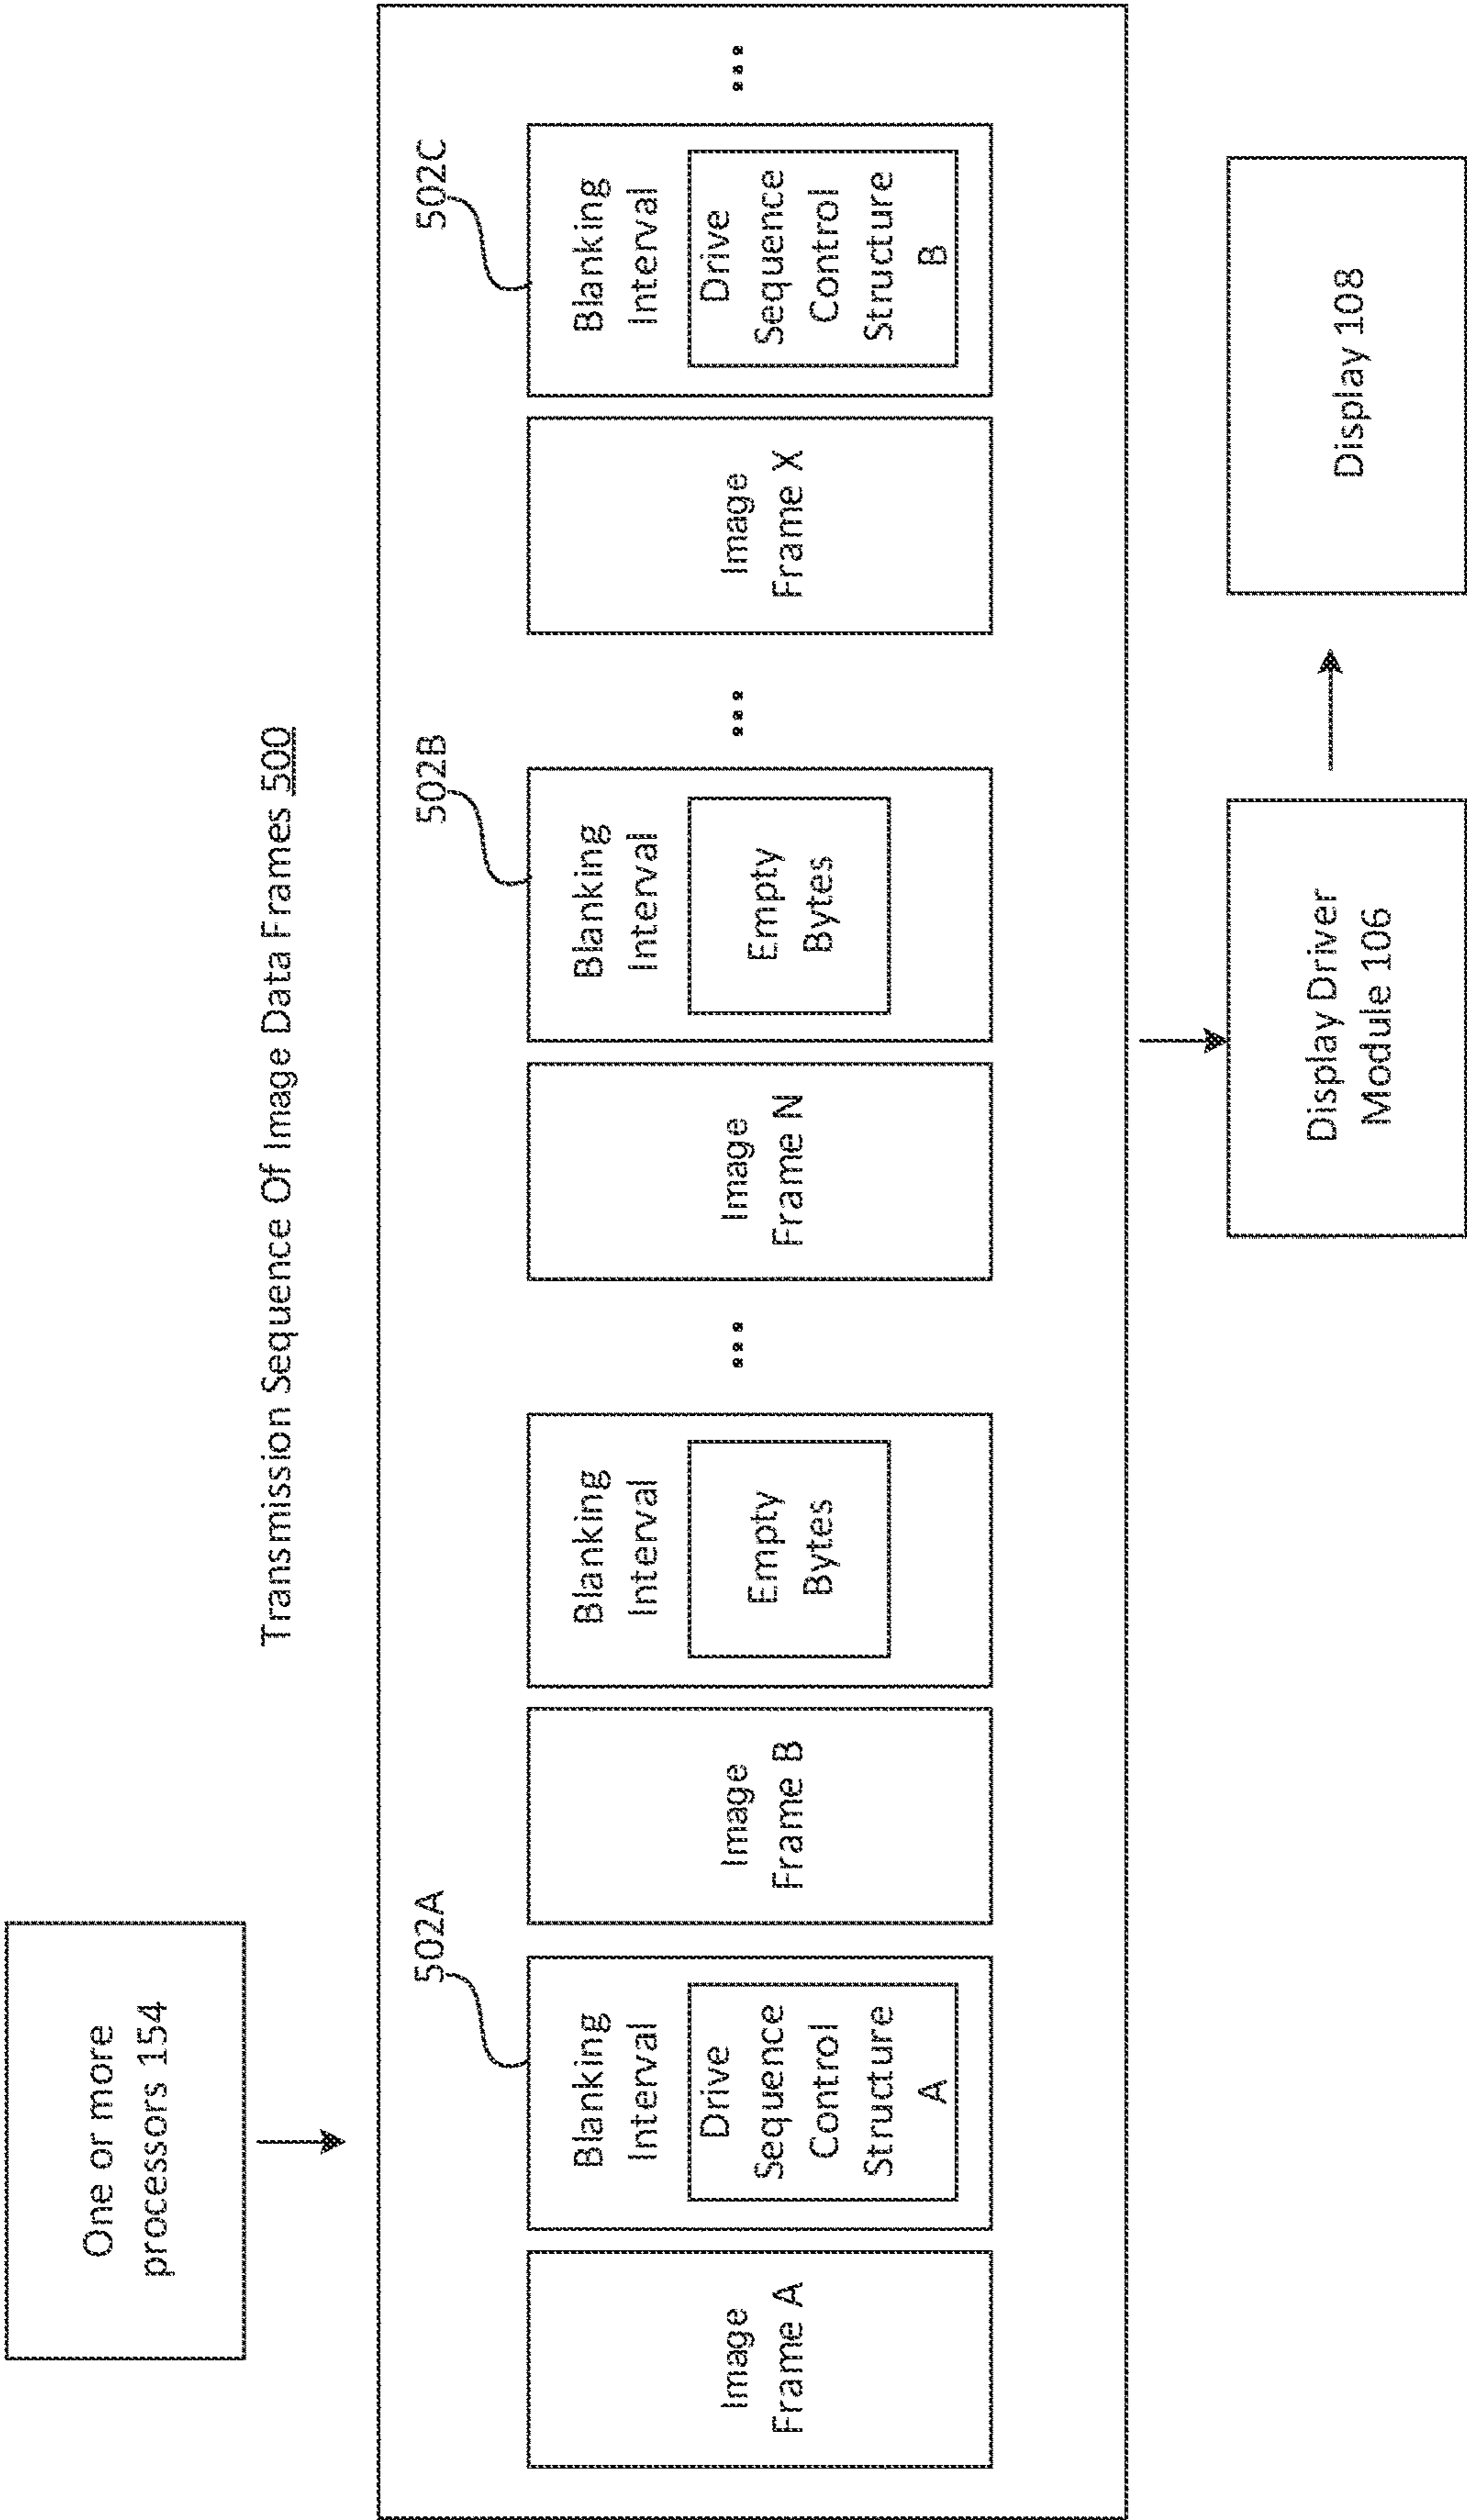 One or more
processors 154
Transmission Sequence Of Image Data Frames 500
502A
502B
502C
Image
Frame A
Blanking
Interval
Drive
Sequence
Control
Structure
A
Image
Frame B
Blanking
Interval
Empty
Bytes
...
Image
Frame N
Blanking
Interval
Empty
Bytes
...
Image
Frame X
Blanking
Interval
Drive
Sequence
Control
Structure
B
...
Display Driver
Module 106
Display 108